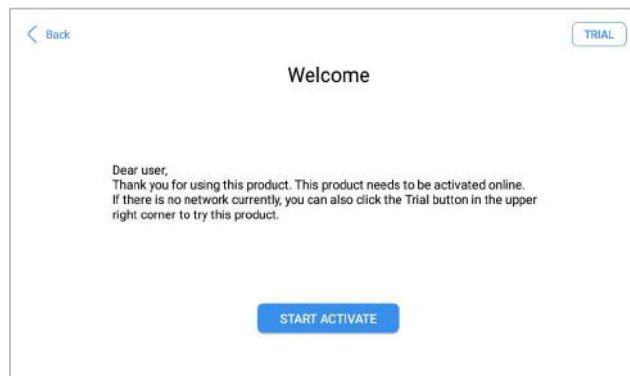 Back
TRIAL
Welcome
Dear user,
Thank you for using this product. This product needs to be activated online.
If there is no network currently, you can also click the Trial button in the upper
right corner to try this product.
START ACTIVATE